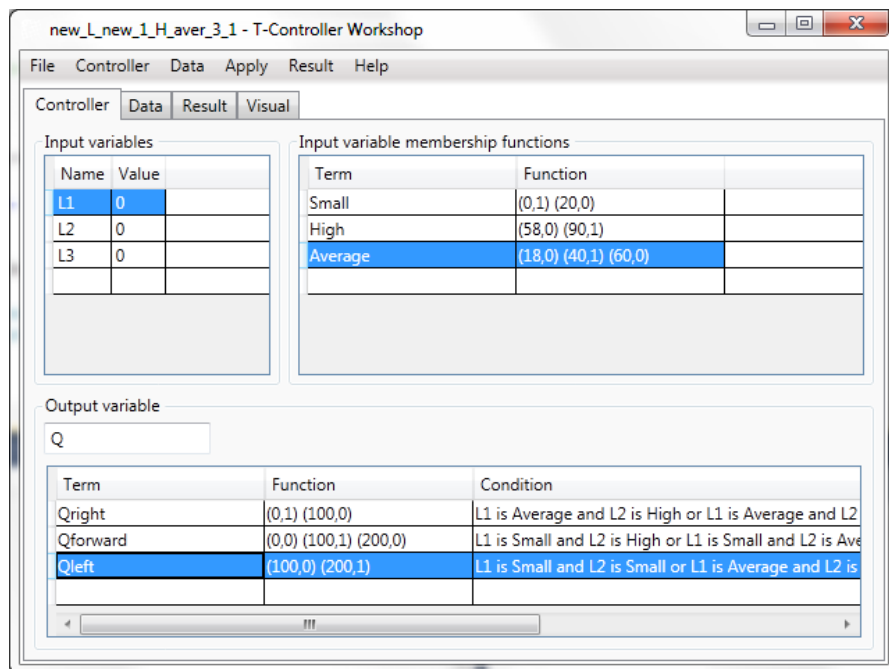 new_L_new_1_H_aver_3_1 - T-Controller Workshop
File Controller Data Apply Result Help
Controller Data Result Visual
Input variables
Name Value
L1 0
L2 0
L3 0
Input variable membership functions
Term Function
Small (0,1) (20,0)
High (58,0) (90,1)
Average (18,0) (40,1) (60,0)
Output variable
Q
Term Function Condition
Qright (0,1) (100,0) L1 is Average and L2 is High or L1 is Average and L2
Qforward (0,0) (100,1) (200,0) L1 is Small and L2 is High or L1 is Small and L2 is Ave
Qleft (100,0) (200,1) L1 is Small and L2 is Small or L1 is Average and L2 is